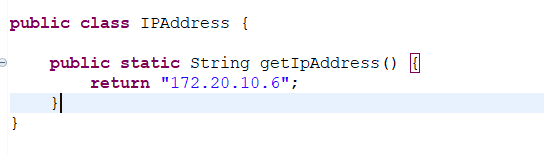 public class IPAddress {
public static String getIpAddress() {
return "172.20.10.6";
}
}